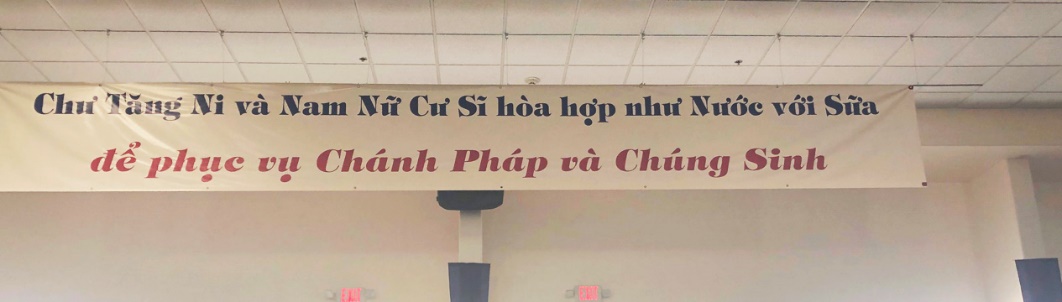 Chư Tăng Ni và Nam Nữ Cư Sĩ hòa hợp như Nước với Sữa
để phục vụ Chánh Pháp và Chúng Sinh